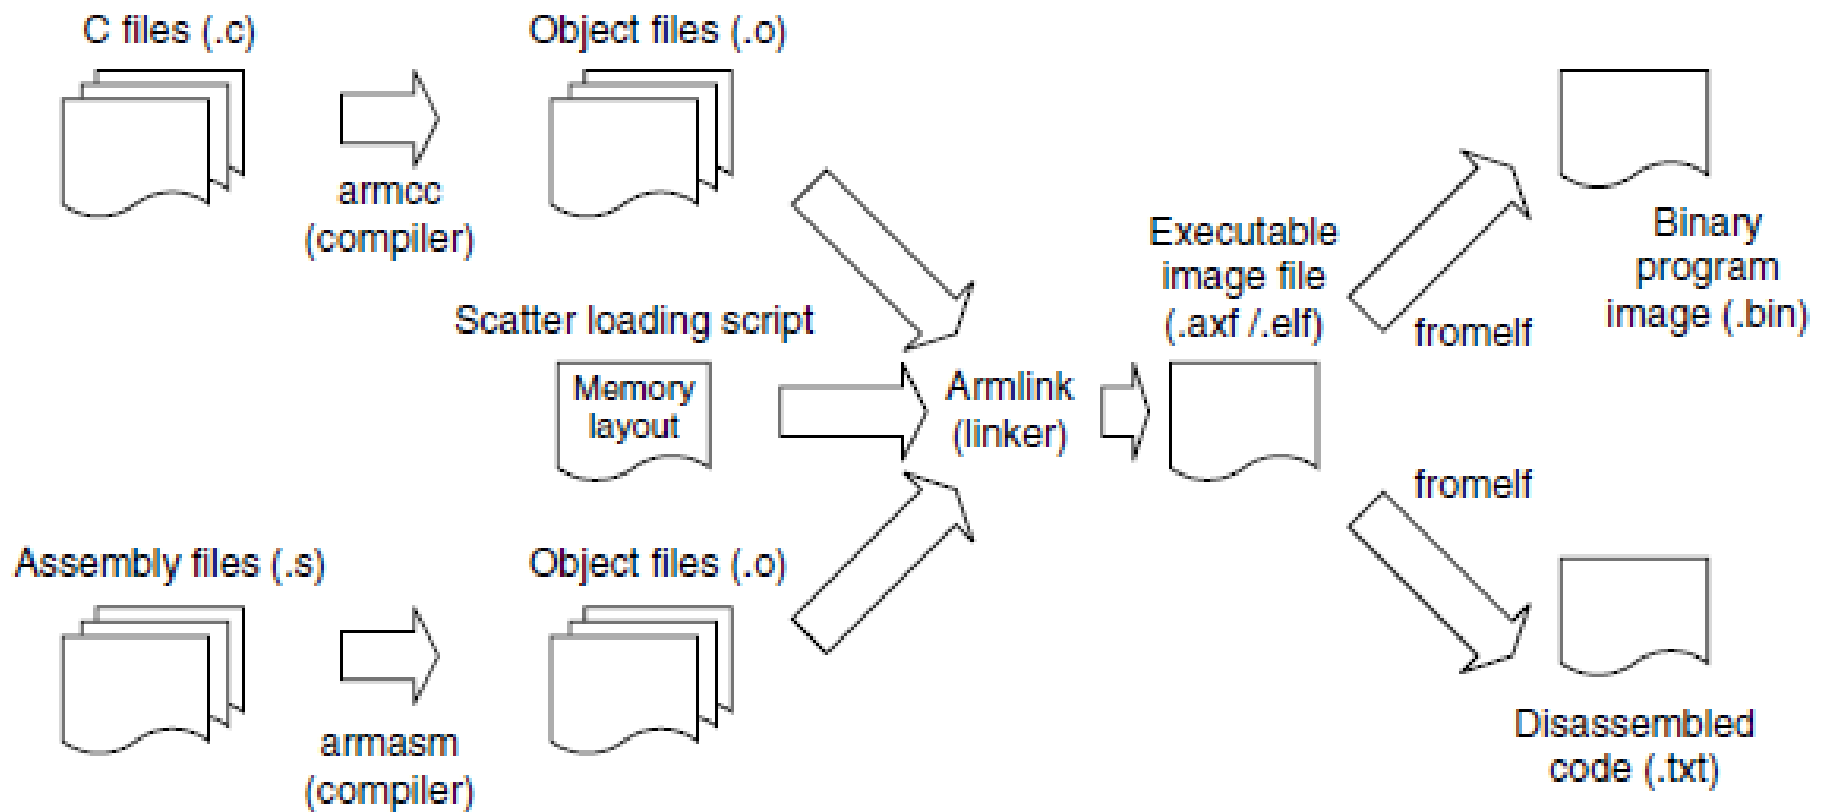 C files (.c)
Object files (.o)
armcc
(compiler)
Scatter loading script
Memory
layout
Assembly files (.s)
Object files (.o)
armasm
(compiler)
Armlink
(linker)
Executable
image file
(.axf /.elf)
fromelf
Binary
program
image (.bin)
fromelf
Disassembled
code (.txt)